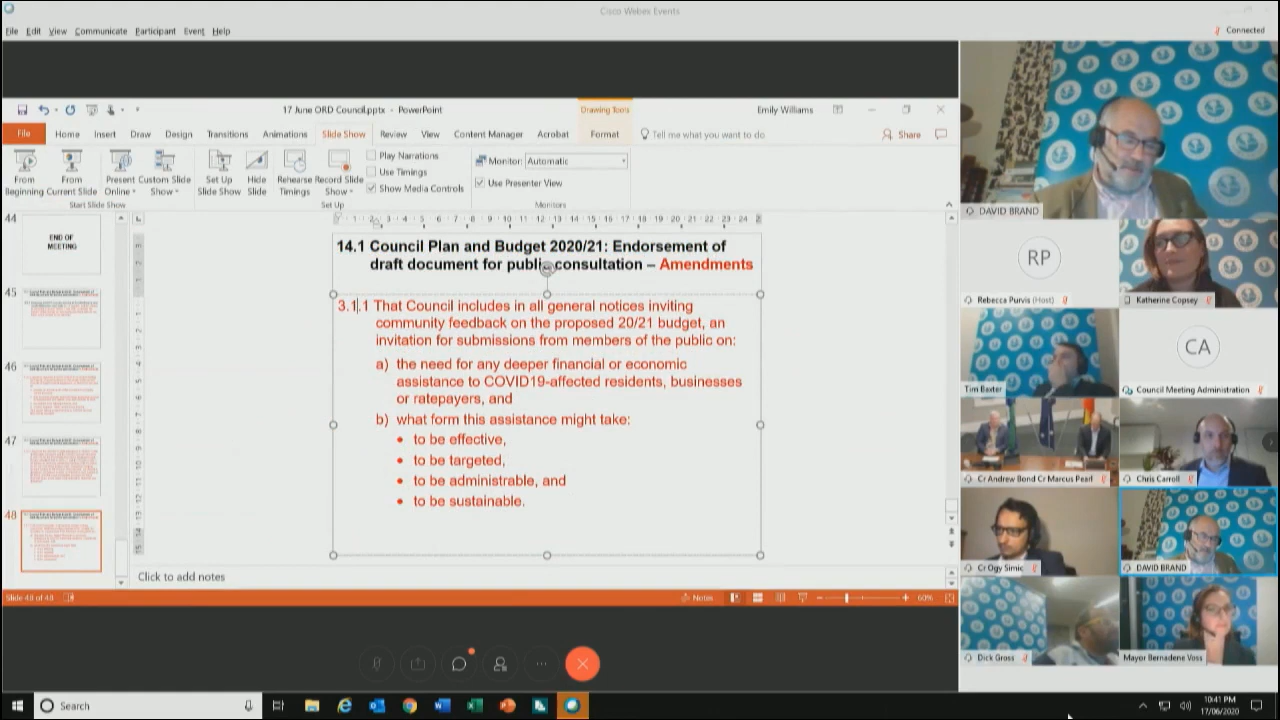 Cisco Webex Events
File Edit View Communicate Participant Event Help
Connected
17 June ORD Council.pptx - PowerPoint
Drawing Tools
Emily Williams
File Home Insert Draw Design Transitions Animations Slide Show Review View Content Manager Acrobat Format Tell me what you want to do Share
From Beginning
From Current Slide
Present Online
Custom Slide Show
Set Up Slide Show
Hide Slide
Rehearse Timings
Record Slide Show
Play Narrations
Use Timings
Show Media Controls
Monitor: Automatic
Use Presenter View
Start Slide Show
Set Up
Monitors
44
END OF
MEETING
45
46
47
48
14.1 Council Plan and Budget 2020/21: Endorsement of
draft document for public consultation – Amendments
3.1.1 That Council includes in all general notices inviting
community feedback on the proposed 20/21 budget, an
invitation for submissions from members of the public on:
a) the need for any deeper financial or economic
assistance to COVID19-affected residents, businesses
or ratepayers, and
b) what form this assistance might take:
• to be effective,
• to be targeted,
• to be administrable, and
• to be sustainable.
Click to add notes
Slide 48 of 48
Notes
60%
DAVID BRAND
RP
Rebecca Purvis (Host)
Katherine Copsey
Tim Baxter
CA
Council Meeting Administration
Cr Andrew Bond Cr Marcus Pearl
Chris Carroll
Cr Ogy Simic
DAVID BRAND
Dick Gross
Mayor Bernadene Voss
Search
10:41 PM
17/06/2020